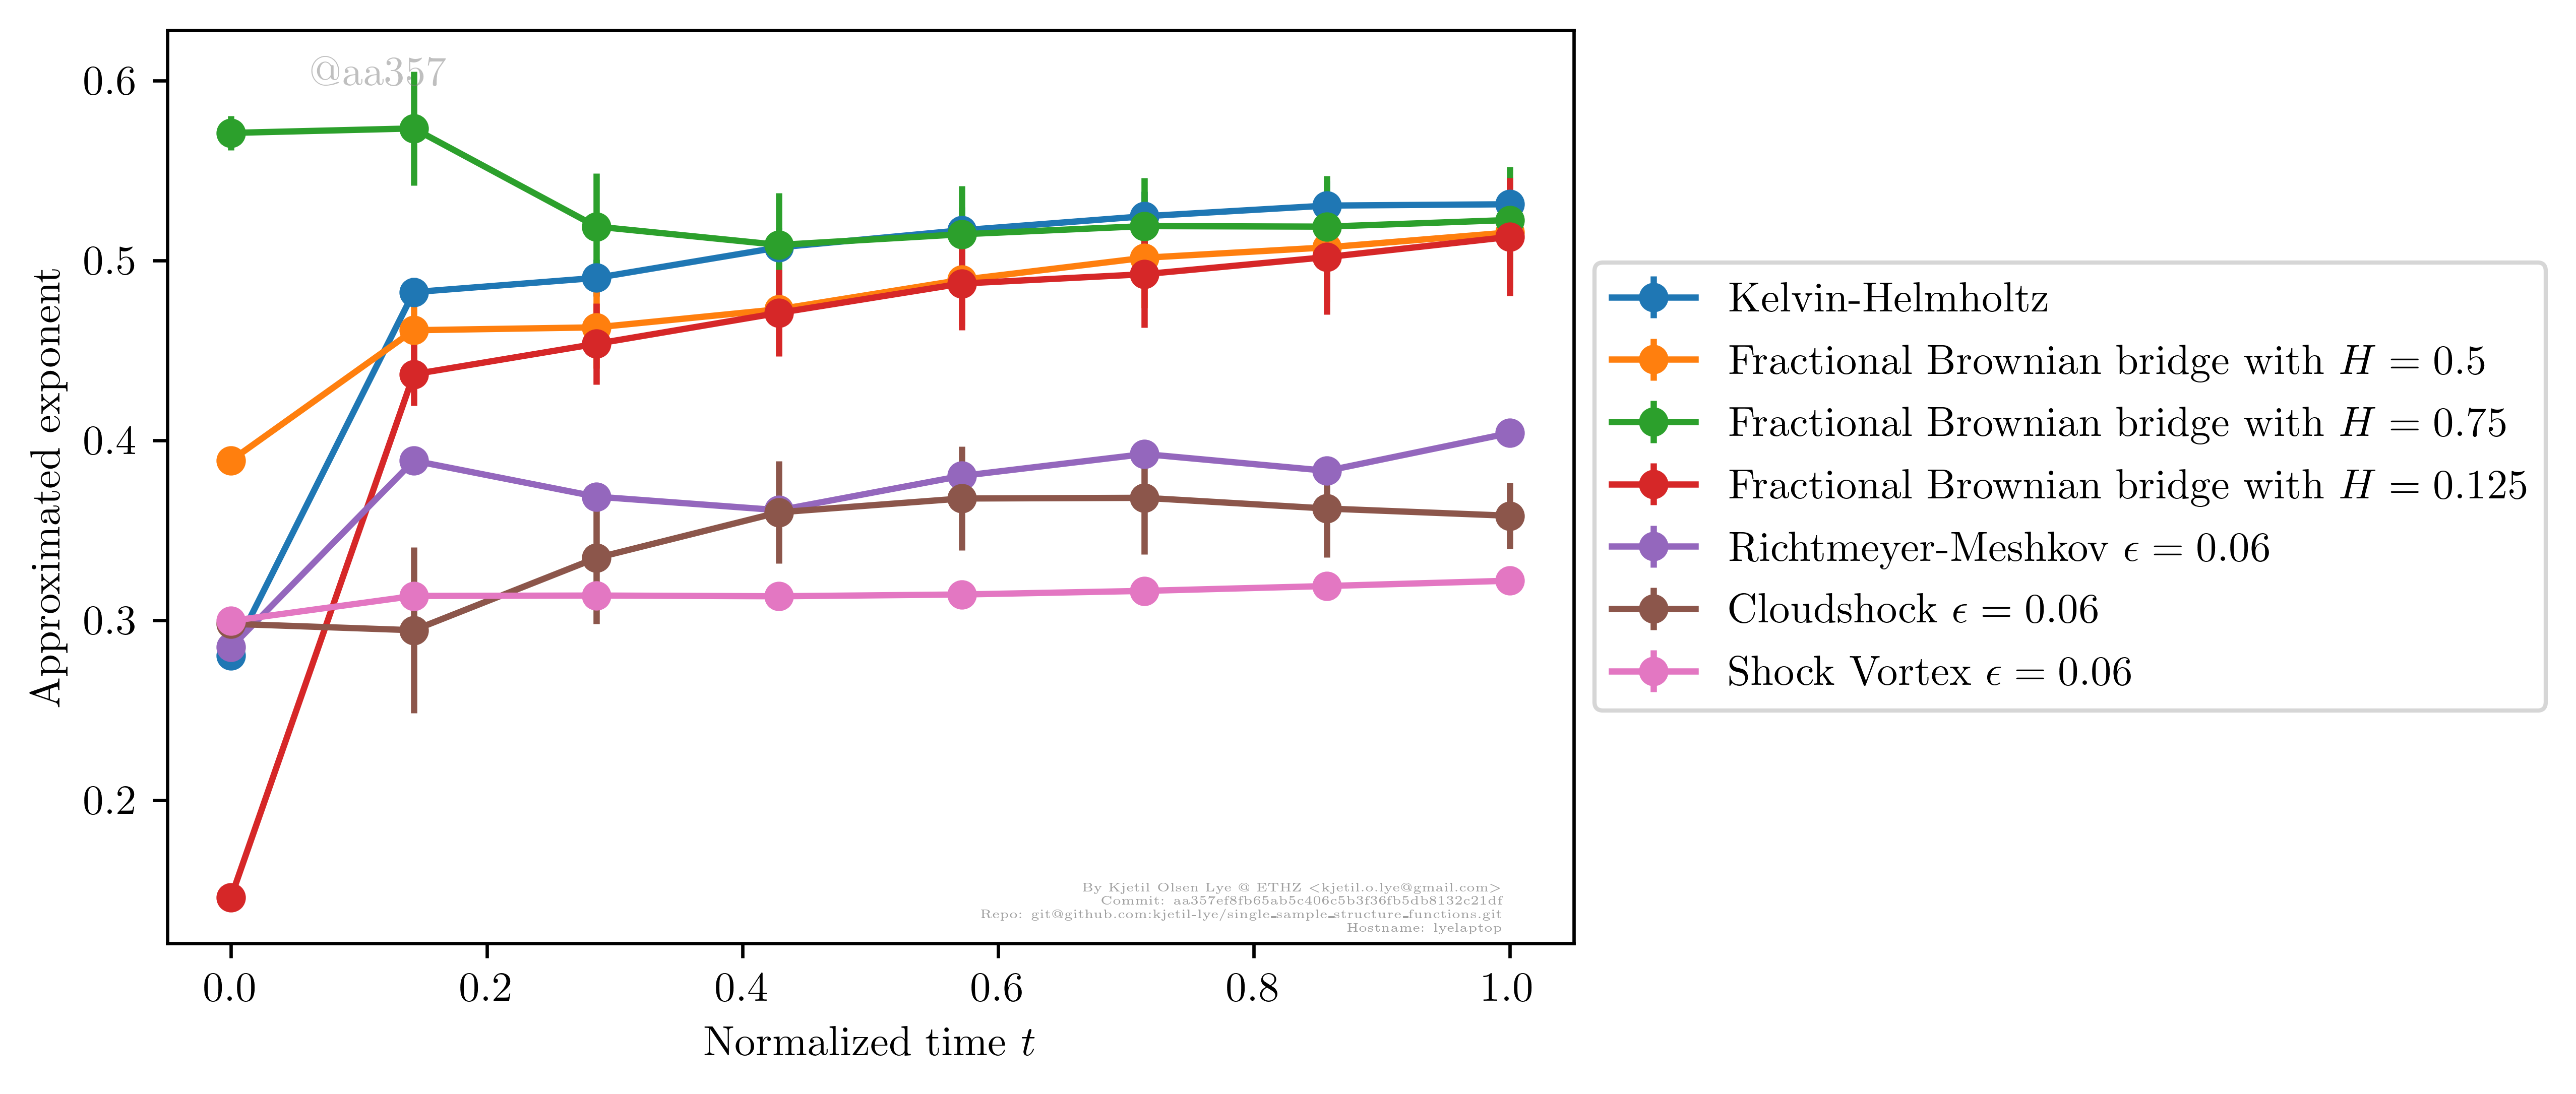 @aa357
0.6
0.5
0.4
0.3
0.2
Approximated exponent
0.0 0.2 0.4 0.6 0.8 1.0
Normalized time t
Kelvin-Helmholtz
Fractional Brownian bridge with H = 0.5
Fractional Brownian bridge with H = 0.75
Fractional Brownian bridge with H = 0.125
Richtmeyer-Meshkov ϵ = 0.06
Cloudshock ϵ = 0.06
Shock Vortex ϵ = 0.06
By Kjetil Olsen Lye @ ETHZ <kjetil.o.lye@gmail.com>
Commit: aa357ef8fb65ab5c406c5b3f36fb5db8132c21df
Repo: git@github.com:kjetil-lye/single_sample_structure_functions.git
Hostname: lyelaptop